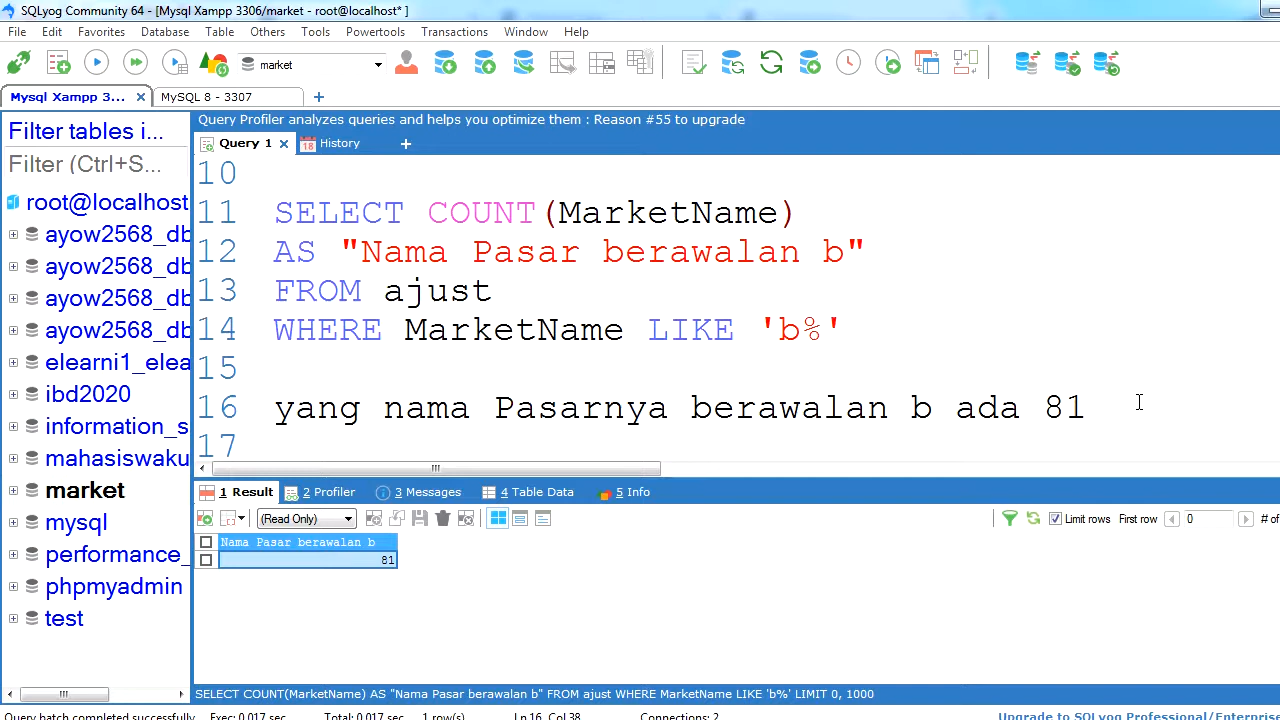 SQLyog Community 64 - [Mysql Xampp 3306/market - root@localhost* ]
File Edit Favorites Database Table Others Tools Powertools Transactions Window Help
market
Mysql Xampp 3... MySQL 8 - 3307
Filter tables i...
Filter (Ctrl+S...
root@localhost
ayow2568_db
ayow2568_db
ayow2568_db
ayow2568_db
elearni1_elea
ibd2020
information_s
mahasiswaku
market
mysql
performance_
phpmyadmin
test
Query Profiler analyzes queries and helps you optimize them : Reason #55 to upgrade
Query 1 18 History
10
11 SELECT COUNT(MarketName)
12 AS "Nama Pasar berawalan b"
13 FROM ajust
14 WHERE MarketName LIKE 'b%'
15
16 yang nama Pasarnya berawalan b ada 81
17
1 Result 2 Profiler 3 Messages 4 Table Data 5 Info
(Read Only) Limit rows First row 0 # of
Nama Pasar berawalan b
81
SELECT COUNT(MarketName) AS "Nama Pasar berawalan b" FROM ajust WHERE MarketName LIKE 'b%' LIMIT 0, 1000
Query batch completed successfully Exec: 0.017 sec Total: 0.017 sec 1 row(s) Ln 16, Col 38 Connections: 2 Upgrade to SQLyog Professional/Enterprise